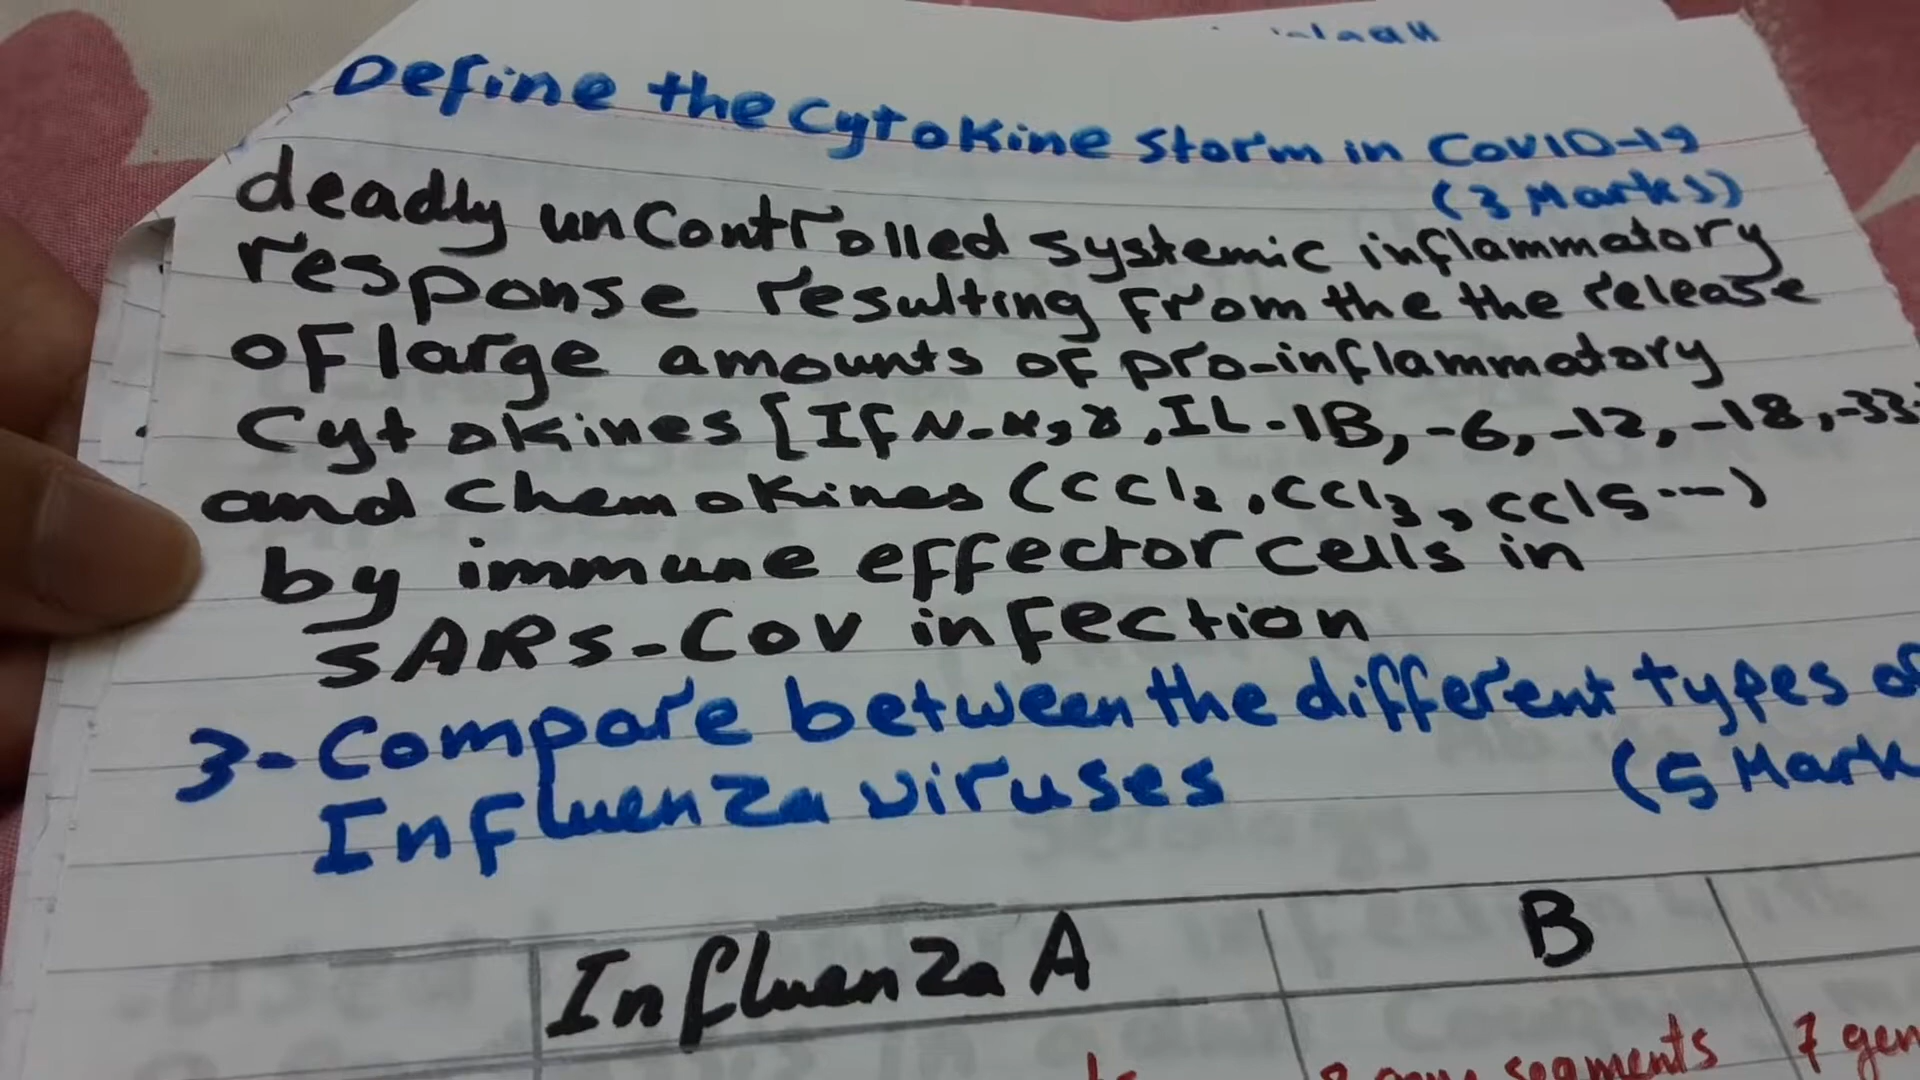 Define the cytokine storm in COVID-19
(3 Marks)
deadly uncontrolled systemic inflammatory
response resulting from the the release
of large amounts of pro-inflammatory
Cytokines [IFN-α,γ,IL-1B,-6,-12,-18,-33
and chemokines (CCl2,CCl3,CCl5...)
by immune effector cells in
SARS-COV infection
3-Compare between the different types of
Influenza viruses (5 Mark
Influenza A B
segments 7 gen